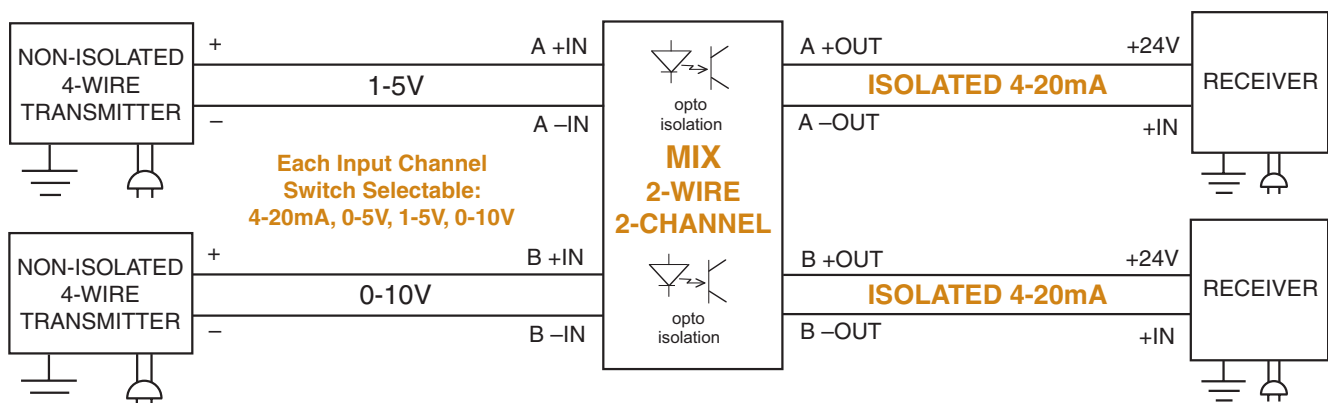 NON-ISOLATED
4-WIRE
TRANSMITTER
+
–
1-5V
A +IN
A –IN
Each Input Channel
Switch Selectable:
4-20mA, 0-5V, 1-5V, 0-10V
NON-ISOLATED
4-WIRE
TRANSMITTER
+
–
0-10V
B +IN
B –IN
opto
isolation
MIX
2-WIRE
2-CHANNEL
opto
isolation
A +OUT
+24V
ISOLATED 4-20mA
A –OUT
+IN
RECEIVER
B +OUT
+24V
ISOLATED 4-20mA
B –OUT
+IN
RECEIVER